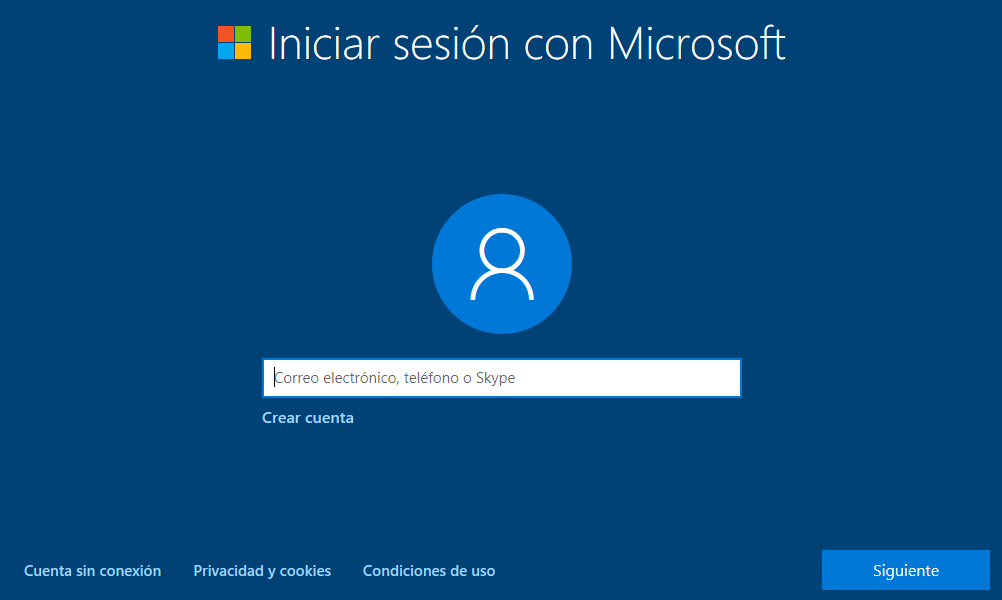 Iniciar sesión con Microsoft
Correo electrónico, teléfono o Skype
Crear cuenta
Cuenta sin conexión
Privacidad y cookies
Condiciones de uso
Siguiente